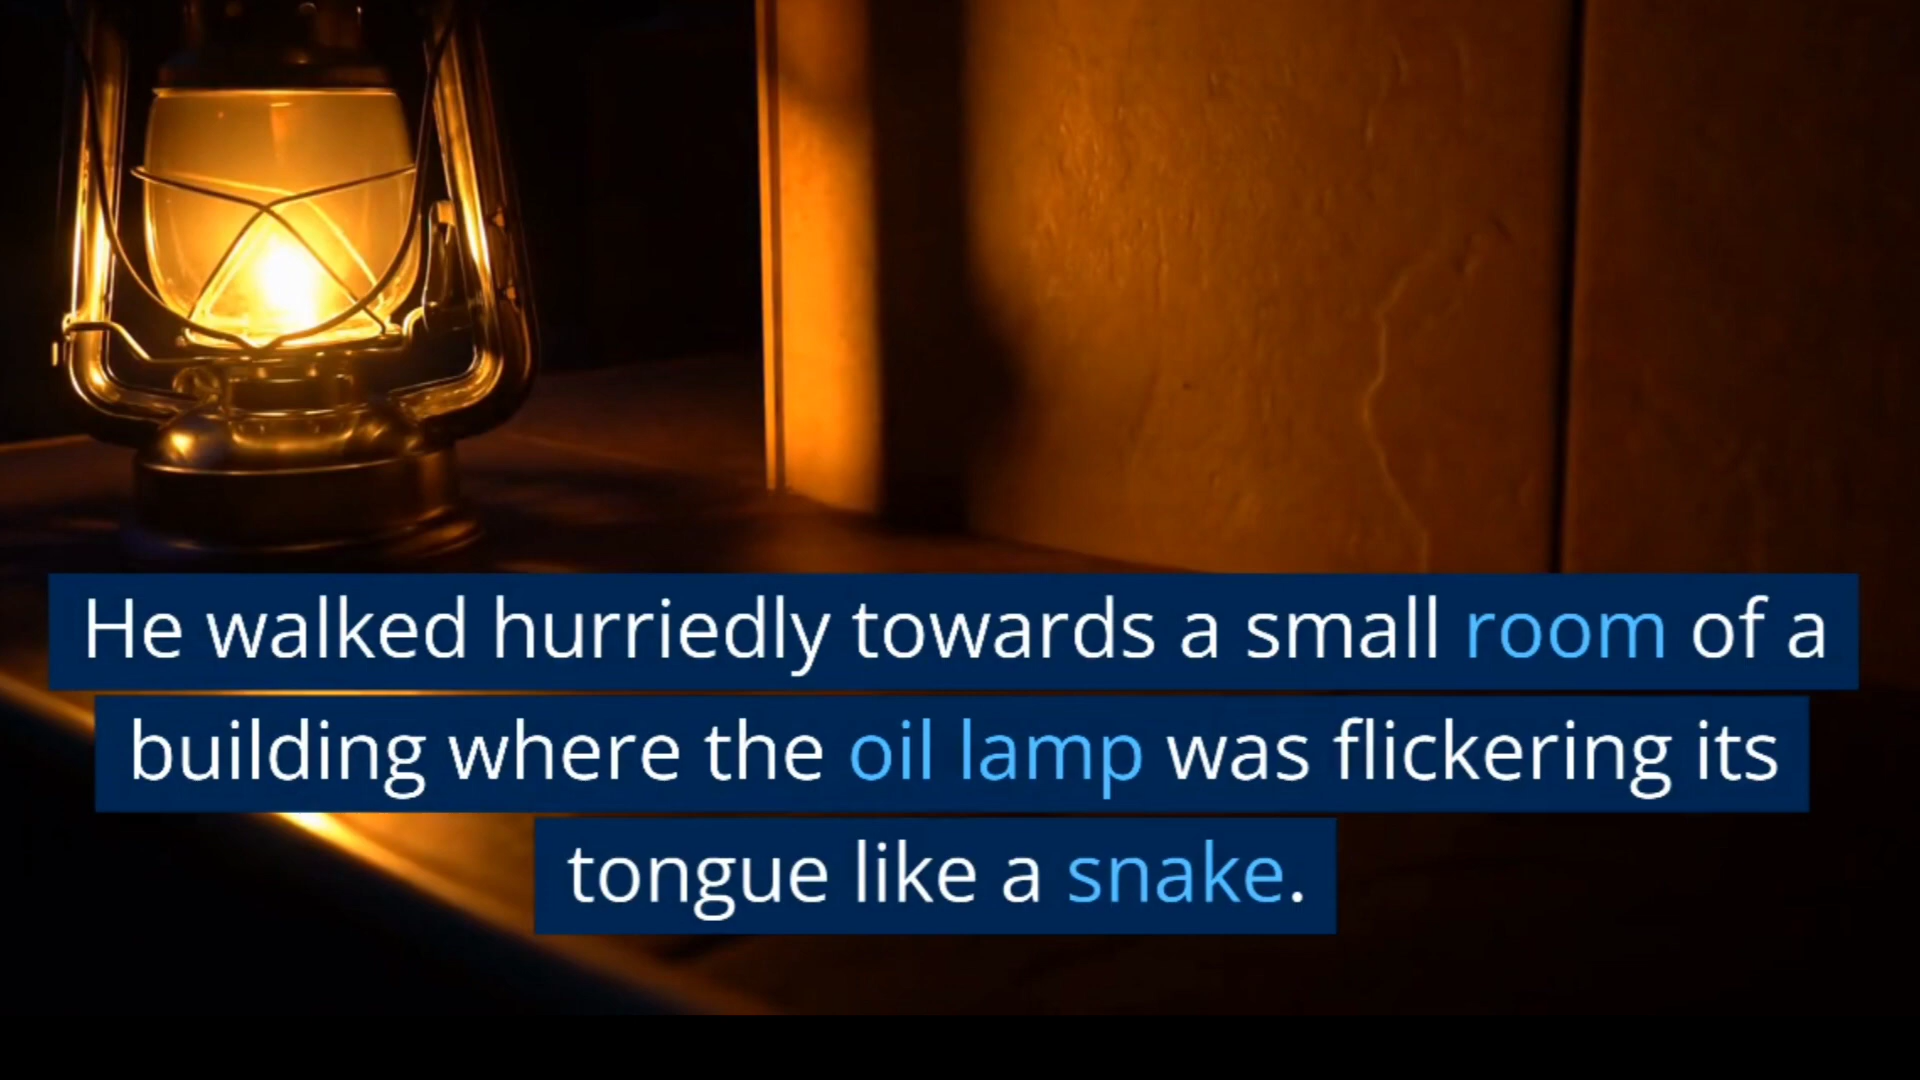 He walked hurriedly towards a small room of a
building where the oil lamp was flickering its
tongue like a snake.